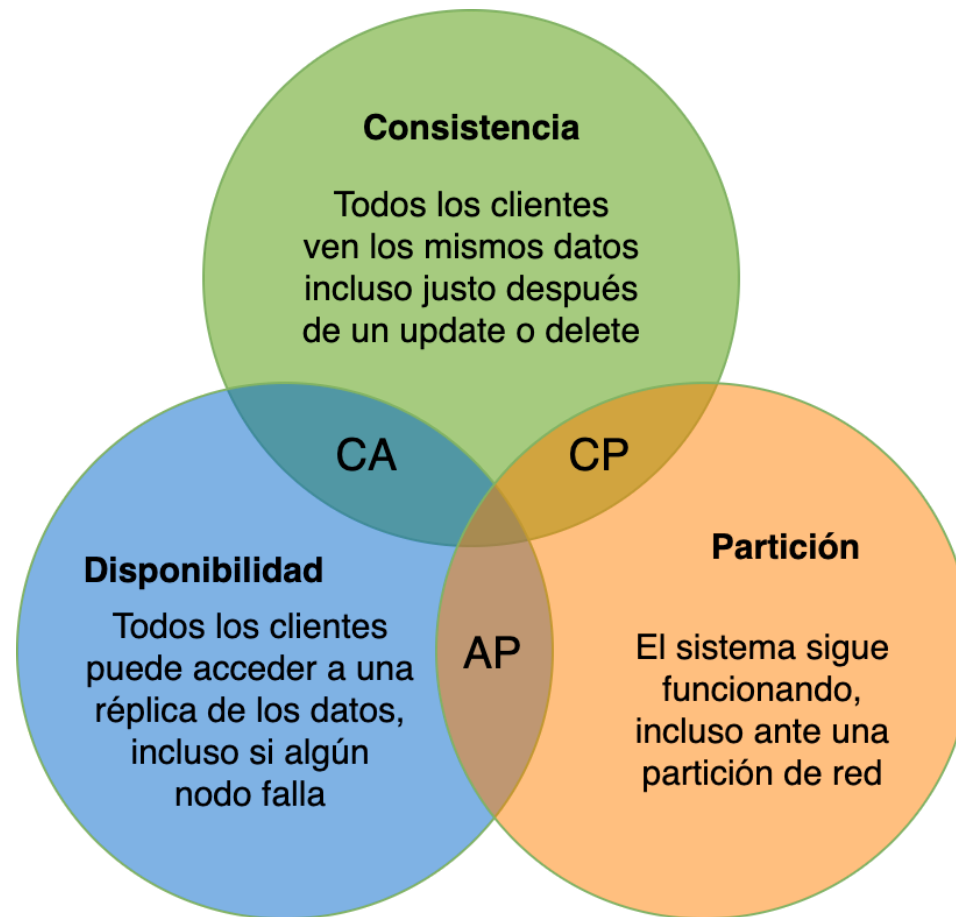 Consistencia
Todos los clientes
ven los mismos datos
incluso justo después
de un update o delete
CA
CP
Disponibilidad
Todos los clientes
puede acceder a una
réplica de los datos,
incluso si algún
nodo falla
AP
Partición
El sistema sigue
funcionando,
incluso ante una
partición de red